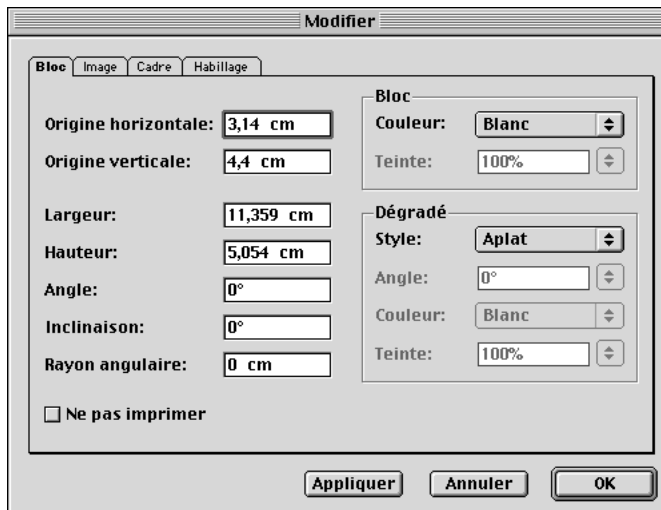 Modifier
Bloc Image Cadre Habillage
Origine horizontale: 3,14 cm
Origine verticale: 4,4 cm
Largeur: 11,359 cm
Hauteur: 5,054 cm
Angle: 0°
Inclinaison: 0°
Rayon angulaire: 0 cm
Ne pas imprimer
Bloc
Couleur: Blanc
Teinte: 100%
Dégradé
Style: Aplat
Angle: 0°
Couleur: Blanc
Teinte: 100%
Appliquer Annuler OK